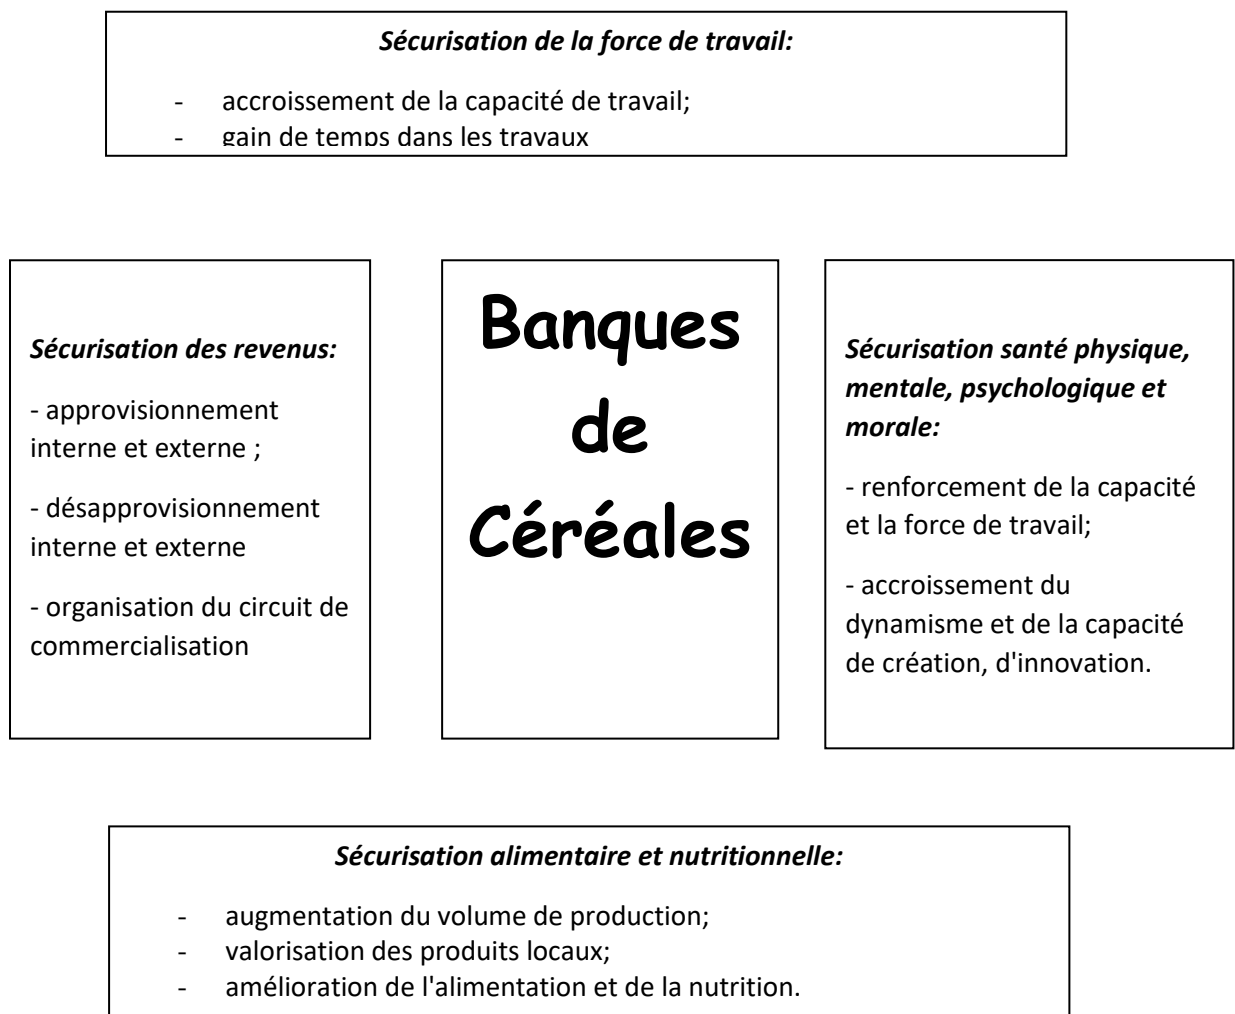 Sécurisation de la force de travail:
- accroissement de la capacité de travail;
- gain de temps dans les travaux
Sécurisation des revenus:
- approvisionnement
interne et externe ;
- désapprovisionnement
interne et externe
- organisation du circuit de
commercialisation
Banques
de
Céréales
Sécurisation santé physique,
mentale, psychologique et
morale:
- renforcement de la capacité
et la force de travail;
- accroissement du
dynamisme et de la capacité
de création, d'innovation.
Sécurisation alimentaire et nutritionnelle:
- augmentation du volume de production;
- valorisation des produits locaux;
- amélioration de l'alimentation et de la nutrition.